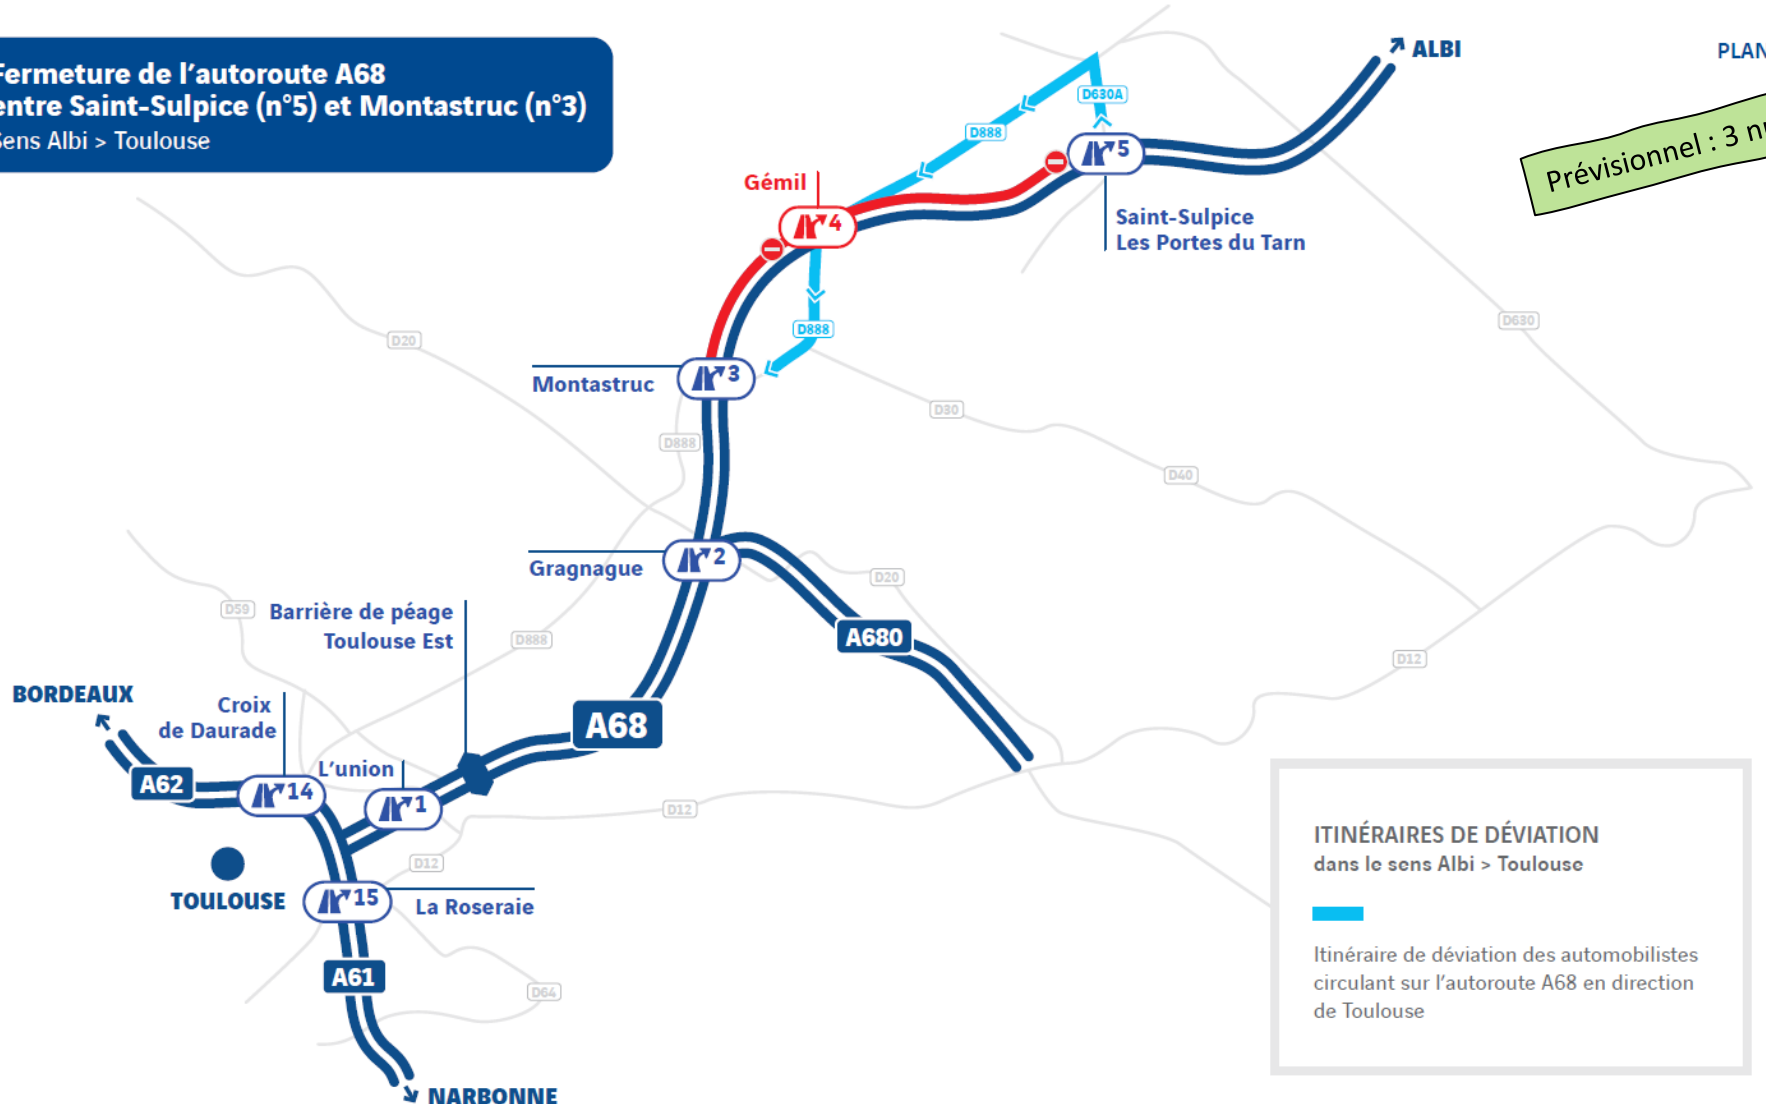 Fermeture de l'autoroute A68
entre Saint-Sulpice (n°5) et Montastruc (n°3)
Sens Albi > Toulouse
ALBI
PLAN
Prévisionnel : 3
D630A
D888
5
Gémil
4
Saint-Sulpice
Les Portes du Tarn
D888
D630
D20
Montastruc
3
D30
D888
D40
2
Gragnague
D20
D59
Barrière de péage
Toulouse Est
D888
A680
D12
BORDEAUX
Croix
de Daurade
A68
L'union
A62
14
1
D12
D12
TOULOUSE
15
La Roseraie
A61
D64
NARBONNE
ITINÉRAIRES DE DÉVIATION
dans le sens Albi > Toulouse
Itinéraire de déviation des automobilistes
circulant sur l'autoroute A68 en direction
de Toulouse